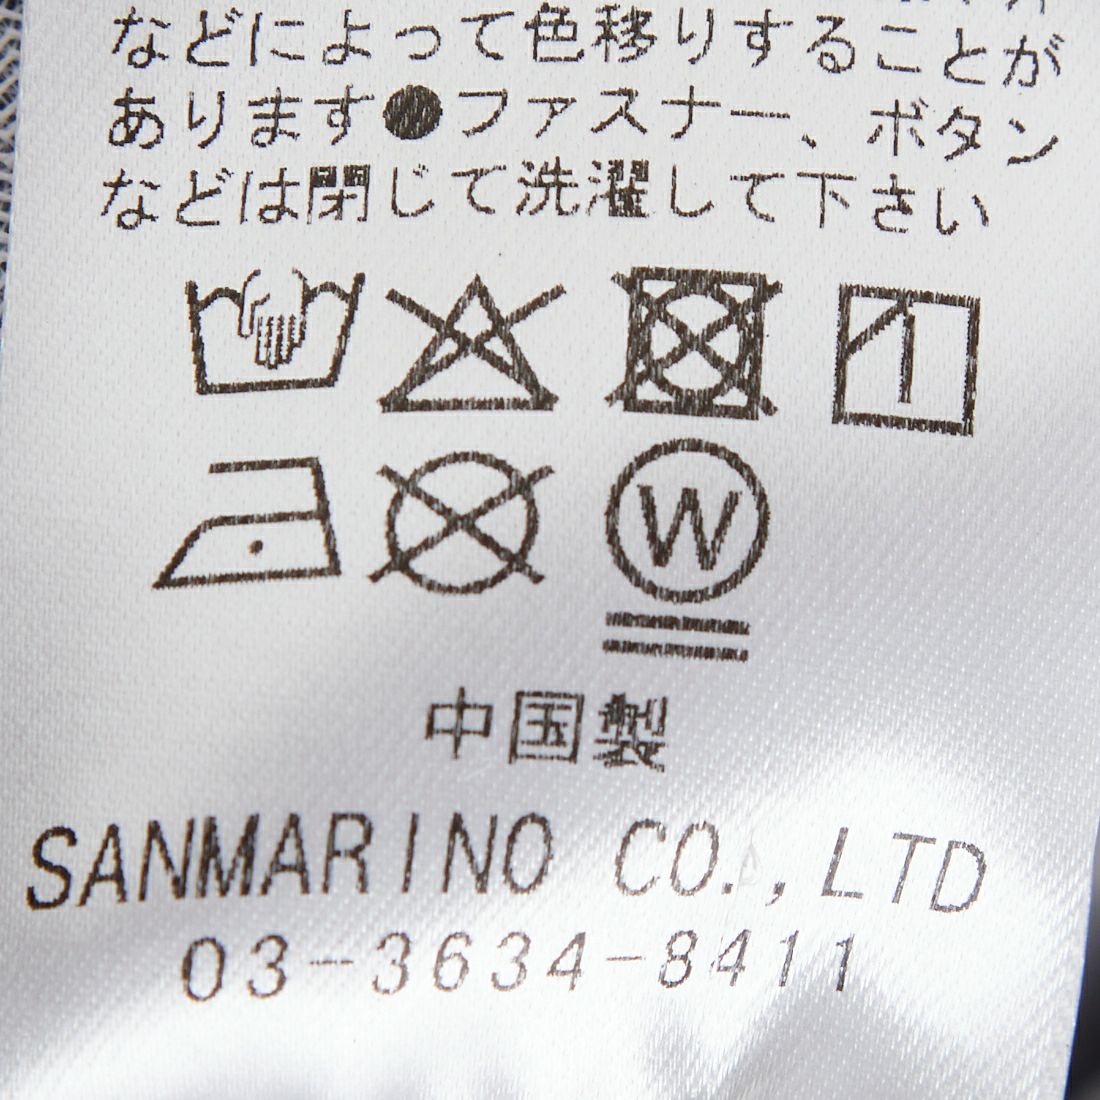 などによって色移りすることが
あります●ファスナー、ボタン
などは閉じて洗濯して下さい
W
中国製
SANMARINO CO.,LTD
03-3634-8411